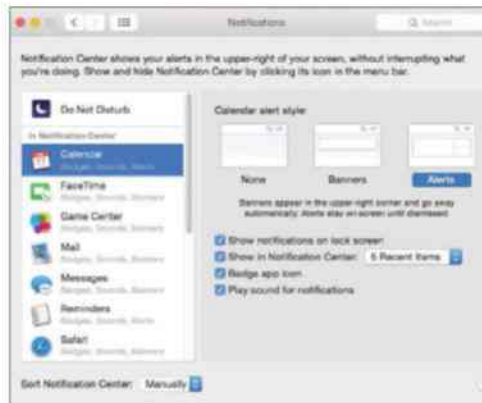 Notifications
Search
Notification Center shows your alerts in the upper-right of your screen, without interrupting what
you're doing. Show and hide Notification Center by clicking its icon in the menu bar.
Do Not Disturb
In Notification Center
Calendar
Badges, Sounds, Alerts
FaceTime
Badges, Sounds, Banners
Game Center
Badges, Sounds, Banners
Mail
Badges, Sounds, Banners
Messages
Badges, Sounds, Banners
Reminders
Badges, Sounds, Alerts
Safari
Badges, Sounds, Banners
Calendar alert style:
None
Banners
Alerts
Banners appear in the upper-right corner and go away
automatically. Alerts stay on screen until dismissed.
Show notifications on lock screen
Show in Notification Center: 5 Recent Items
Badge app icon
Play sound for notifications
Sort Notification Center: Manually